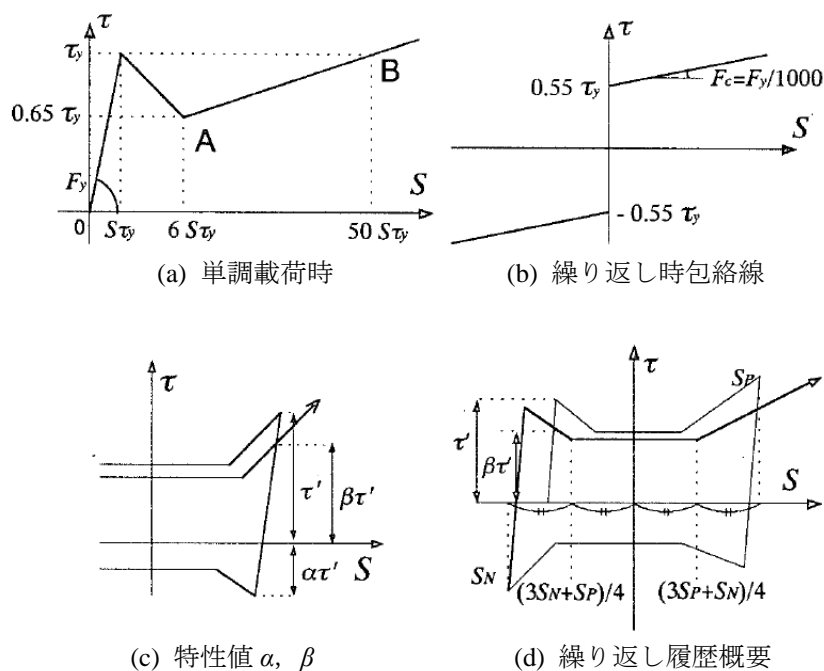 τ
τy
0.65 τy
Fy
A
B
S
0
Sτy
6 Sτy
50 Sτy
(a) 単調載荷時
τ
0.55 τy
Fc=Fy/1000
S
- 0.55 τy
(b) 繰り返し時包絡線
τ
τ'
βτ'
ατ'
S
(c) 特性値 α, β
τ
SP
τ'
βτ'
S
SN
(3SN+SP)/4
(3SP+SN)/4
(d) 繰り返し履歴概要